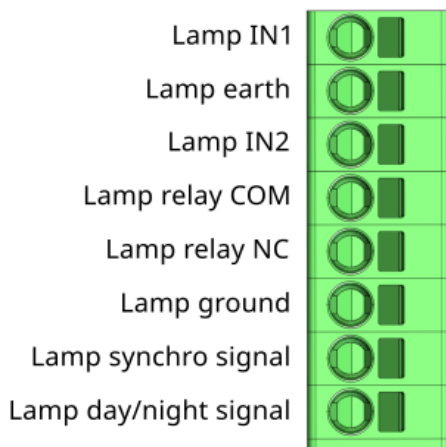 Lamp IN1
Lamp earth
Lamp IN2
Lamp relay COM
Lamp relay NC
Lamp ground
Lamp synchro signal
Lamp day/night signal